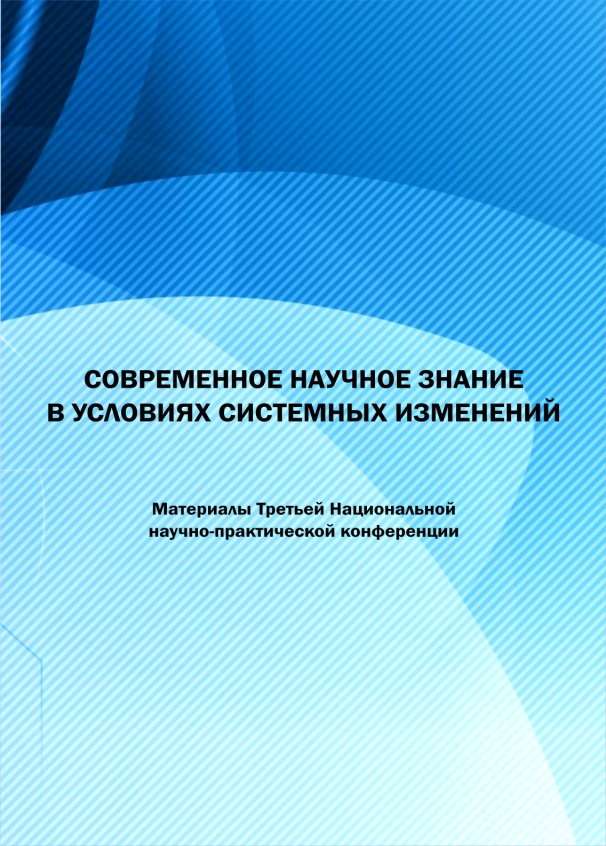 СОВРЕМЕННОЕ НАУЧНОЕ ЗНАНИЕ
В УСЛОВИЯХ СИСТЕМНЫХ ИЗМЕНЕНИЙ
Материалы Третьей Национальной
научно-практической конференции